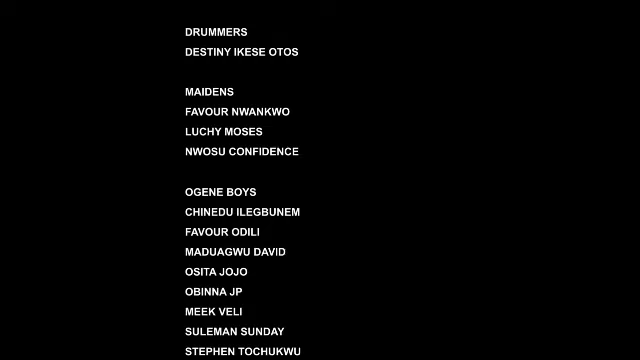 DRUMMERS
DESTINY IKESE OTOS
MAIDENS
FAVOUR NWANKWO
LUCHY MOSES
NWOSU CONFIDENCE
OGENE BOYS
CHINEDU ILEGBUNEM
FAVOUR ODILI
MADUAGWU DAVID
OSITA JOJO
OBINNA JP
MEEK VELI
SULEMAN SUNDAY
STEPHEN TOCHUKWU